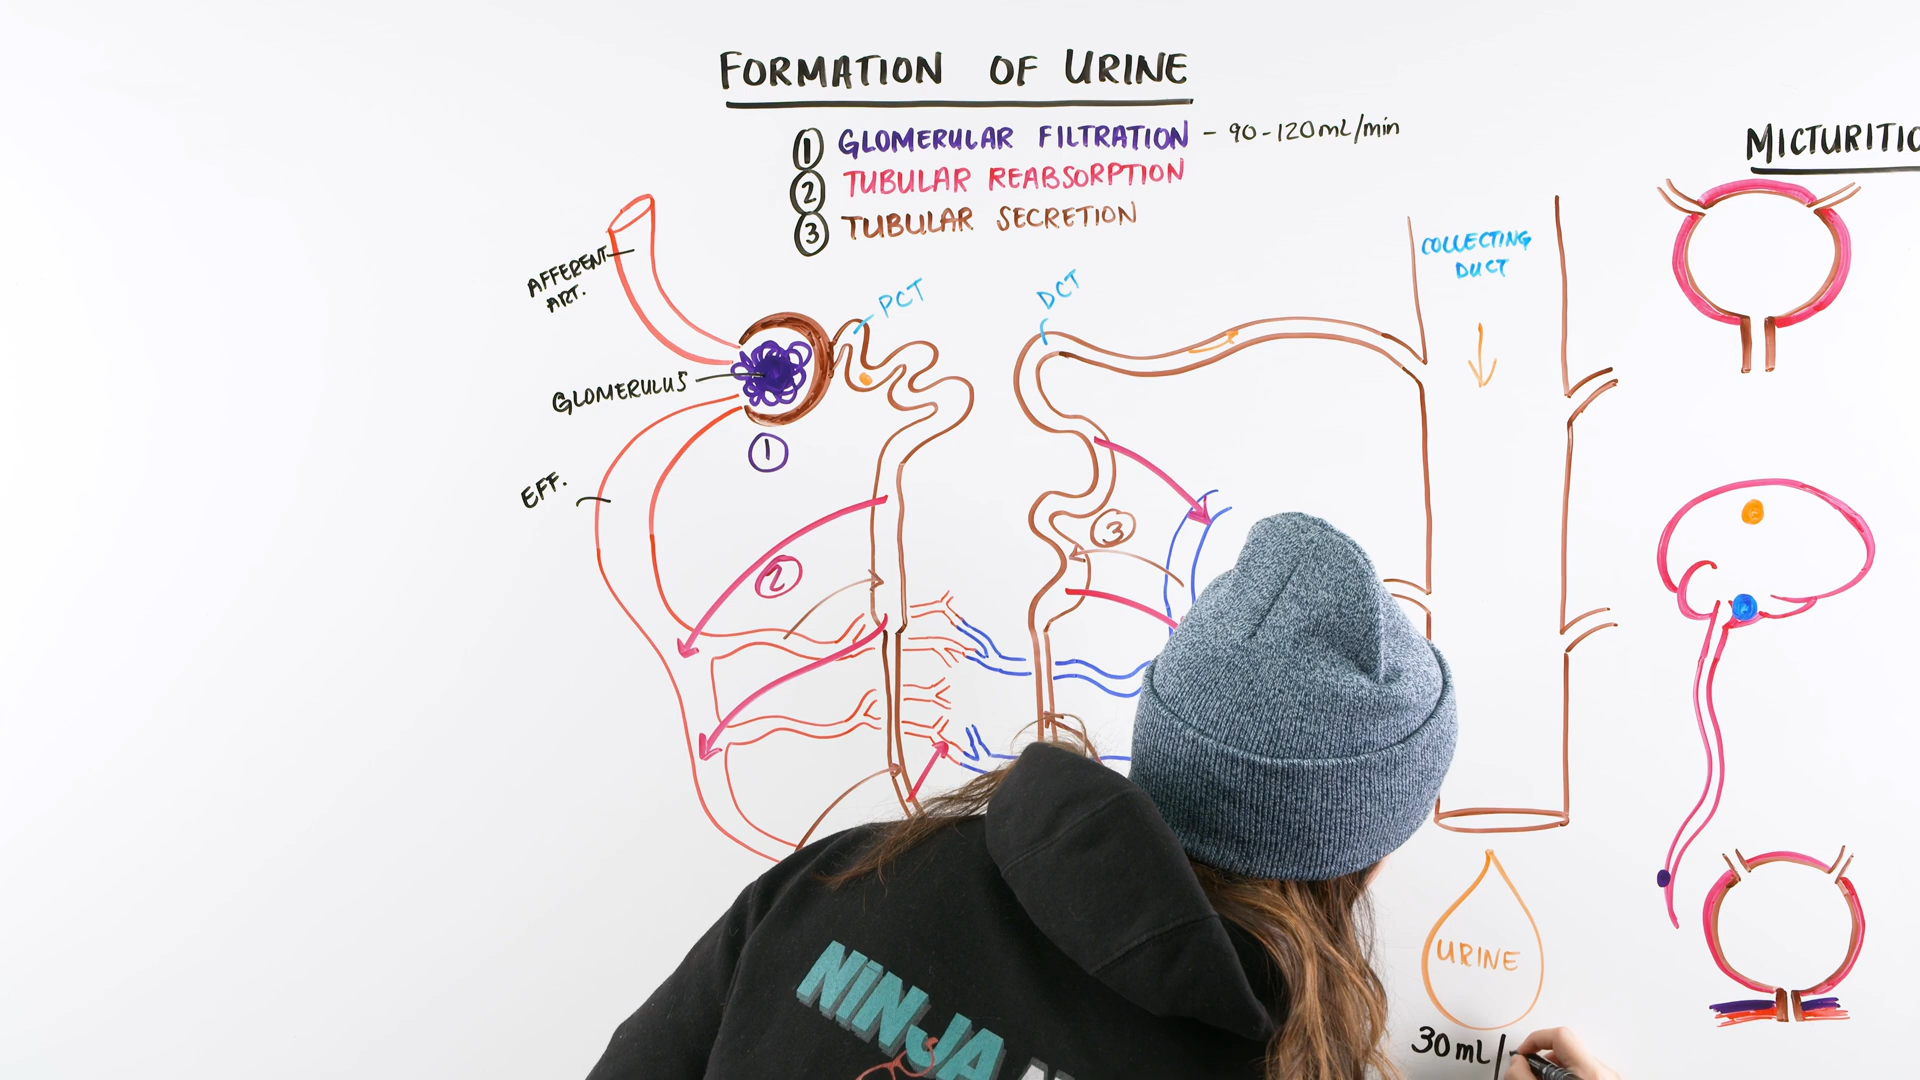 FORMATION OF URINE
① GLOMERULAR FILTRATION - 90-120mL/min
② TUBULAR REABSORPTION
③ TUBULAR SECRETION
MICTURITIO
AFFERENT
ART.
PCT
DCT
COLLECTING
DUCT
GLOMERULUS
①
EFF.
③
②
URINE
30mL/
NINJA